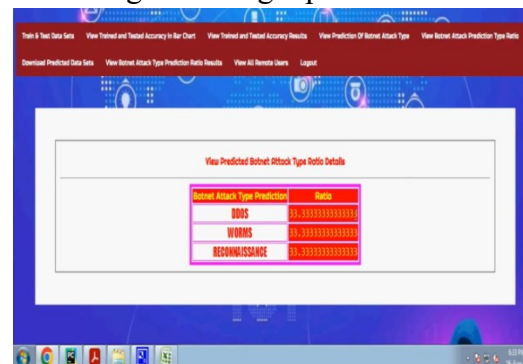 Train & Test Data Sets View Trained and Tested Accuracy in Bar Chart View Trained and Tested Accuracy Results View Prediction Of Botnet Attack Type View Botnet Attack Prediction Type Ratio
Download Predicted Data Sets View Botnet Attack Type Prediction Ratio Results View All Remote Users Logout
View Predicted Botnet Attack Type Ratio Details
Botnet Attack Type Prediction Ratio
DDOS 33.3333333333333
WORMS 33.3333333333333
RECONNAISSANCE 33.3333333333333